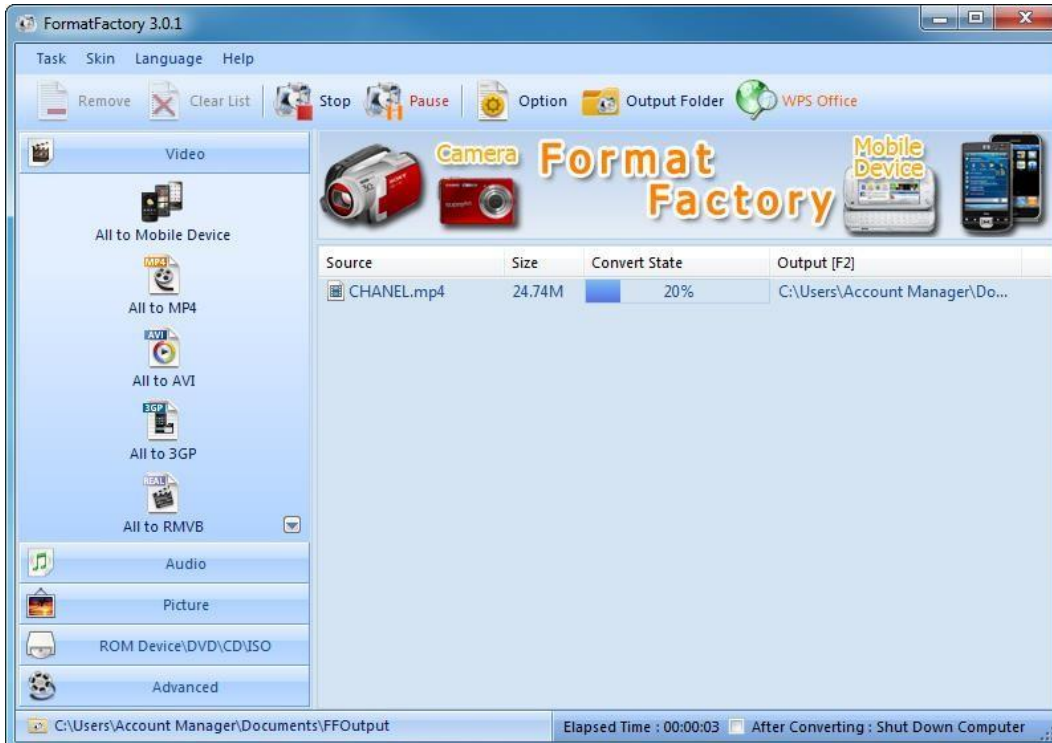 FormatFactory 3.0.1
Task Skin Language Help
Remove Clear List Stop Pause Option Output Folder WPS Office
Video
All to Mobile Device
MP4
All to MP4
AVI
All to AVI
3GP
All to 3GP
REAL
All to RMVB
Audio
Picture
ROM Device\DVD\CD\ISO
Advanced
Camera Format Factory Mobile Device
Source Size Convert State Output [F2]
CHANEL.mp4 24.74M 20% C:\Users\Account Manager\Do...
C:\Users\Account Manager\Documents\FFOutput Elapsed Time : 00:00:03 After Converting : Shut Down Computer